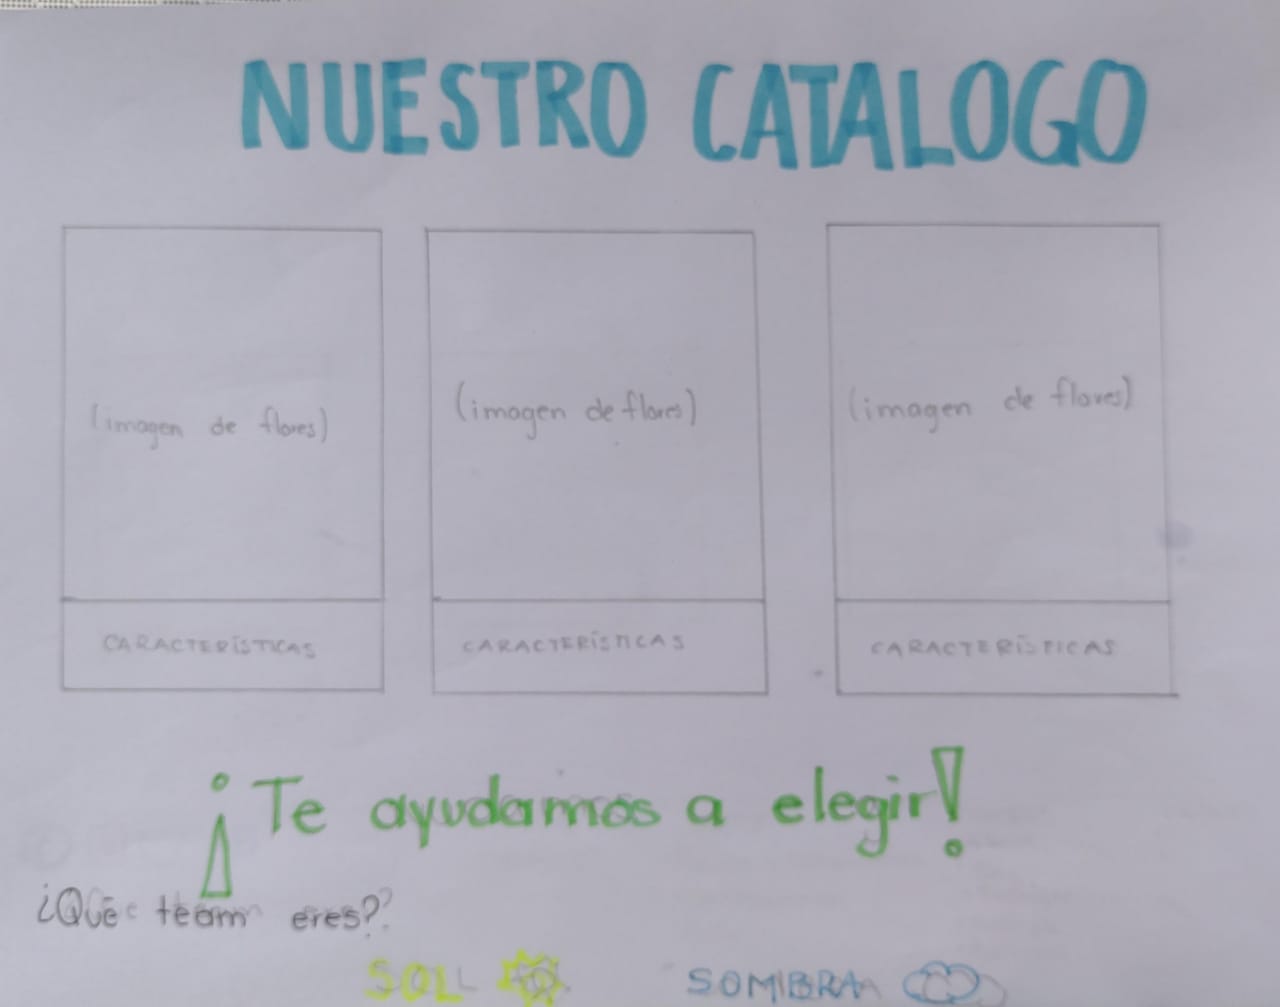 NUESTRO CATALOGO
(imagen de flores) (imagen de flores) (imagen de flores)
CARACTERÍSTICAS CARACTERÍSTICAS CARACTERÍSTICAS
¡Te ayudamos a elegir!
¿Qué team eres?
SOL SOMBRA